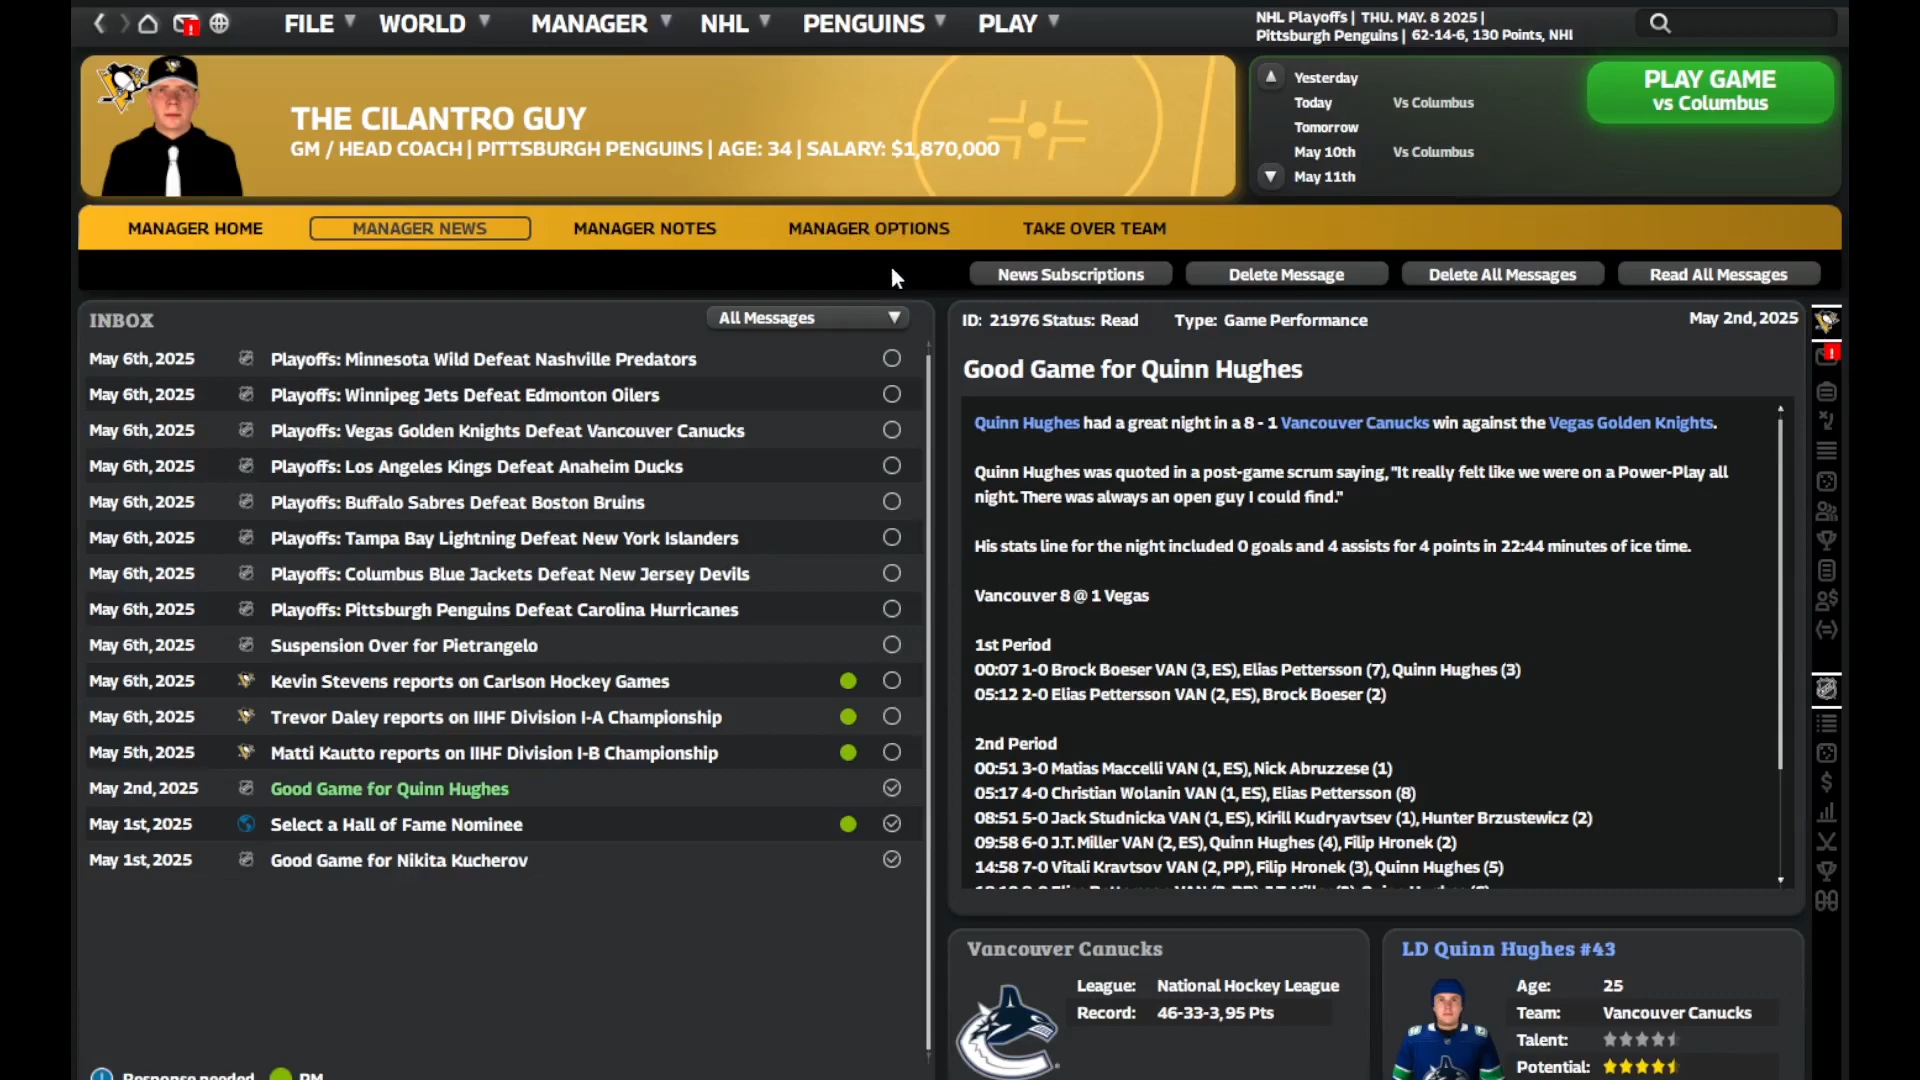 FILE WORLD MANAGER NHL PENGUINS PLAY
NHL Playoffs | THU. MAY. 8 2025 |
Pittsburgh Penguins | 62-14-6, 130 Points, NHI
THE CILANTRO GUY
GM / HEAD COACH | PITTSBURGH PENGUINS | AGE: 34 | SALARY: $1,870,000
Yesterday
Today Vs Columbus
Tomorrow
May 10th Vs Columbus
May 11th
PLAY GAME
vs Columbus
MANAGER HOME MANAGER NEWS MANAGER NOTES MANAGER OPTIONS TAKE OVER TEAM
News Subscriptions Delete Message Delete All Messages Read All Messages
INBOX All Messages
May 6th, 2025 Playoffs: Minnesota Wild Defeat Nashville Predators
May 6th, 2025 Playoffs: Winnipeg Jets Defeat Edmonton Oilers
May 6th, 2025 Playoffs: Vegas Golden Knights Defeat Vancouver Canucks
May 6th, 2025 Playoffs: Los Angeles Kings Defeat Anaheim Ducks
May 6th, 2025 Playoffs: Buffalo Sabres Defeat Boston Bruins
May 6th, 2025 Playoffs: Tampa Bay Lightning Defeat New York Islanders
May 6th, 2025 Playoffs: Columbus Blue Jackets Defeat New Jersey Devils
May 6th, 2025 Playoffs: Pittsburgh Penguins Defeat Carolina Hurricanes
May 6th, 2025 Suspension Over for Pietrangelo
May 6th, 2025 Kevin Stevens reports on Carlson Hockey Games
May 6th, 2025 Trevor Daley reports on IIHF Division I-A Championship
May 5th, 2025 Matti Kautto reports on IIHF Division I-B Championship
May 2nd, 2025 Good Game for Quinn Hughes
May 1st, 2025 Select a Hall of Fame Nominee
May 1st, 2025 Good Game for Nikita Kucherov
Response needed PM
ID: 21976 Status: Read Type: Game Performance May 2nd, 2025
Good Game for Quinn Hughes
Quinn Hughes had a great night in a 8 - 1 Vancouver Canucks win against the Vegas Golden Knights.
Quinn Hughes was quoted in a post-game scrum saying, "It really felt like we were on a Power-Play all
night. There was always an open guy I could find."
His stats line for the night included 0 goals and 4 assists for 4 points in 22:44 minutes of ice time.
Vancouver 8 @ 1 Vegas
1st Period
00:07 1-0 Brock Boeser VAN (3, ES), Elias Pettersson (7), Quinn Hughes (3)
05:12 2-0 Elias Pettersson VAN (2, ES), Brock Boeser (2)
2nd Period
00:51 3-0 Matias Maccelli VAN (1, ES), Nick Abruzzese (1)
05:17 4-0 Christian Wolanin VAN (1, ES), Elias Pettersson (8)
08:51 5-0 Jack Studnicka VAN (1, ES), Kirill Kudryavtsev (1), Hunter Brzustewicz (2)
09:58 6-0 J.T. Miller VAN (2, ES), Quinn Hughes (4), Filip Hronek (2)
14:58 7-0 Vitali Kravtsov VAN (2, PP), Filip Hronek (3), Quinn Hughes (5)
Vancouver Canucks
League: National Hockey League
Record: 46-33-3, 95 Pts
LD Quinn Hughes #43
Age: 25
Team: Vancouver Canucks
Talent:
Potential: